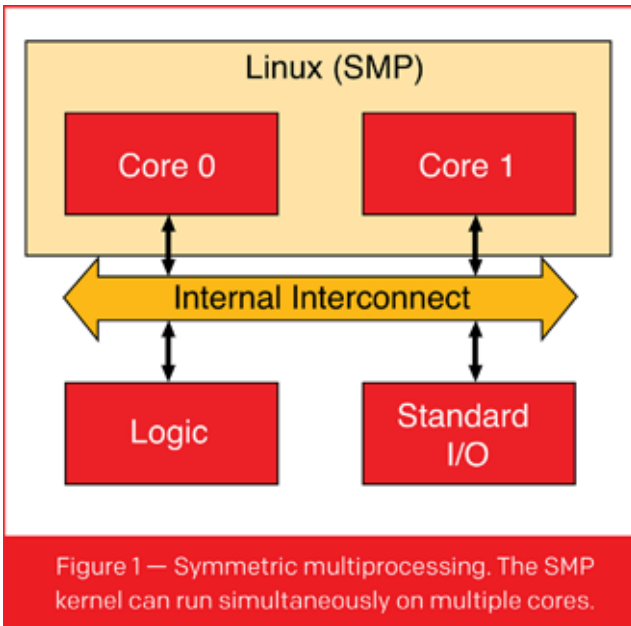 Linux (SMP)
Core 0
Core 1
Internal Interconnect
Logic
Standard
I/O
Figure 1 — Symmetric multiprocessing. The SMP
kernel can run simultaneously on multiple cores.